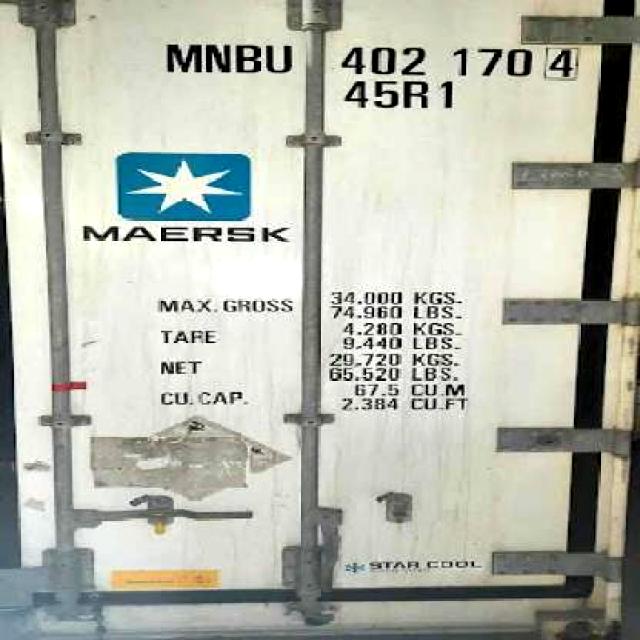 MNBU 402 170 4
45R1
MAERSK
MAX. GROSS 34.000 KGS.
74.960 LBS.
TARE 4.280 KGS.
9.440 LBS.
NET 29.720 KGS.
65.520 LBS.
CU. CAP. 67.5 CU.M
2.384 CU.FT
STAR COOL